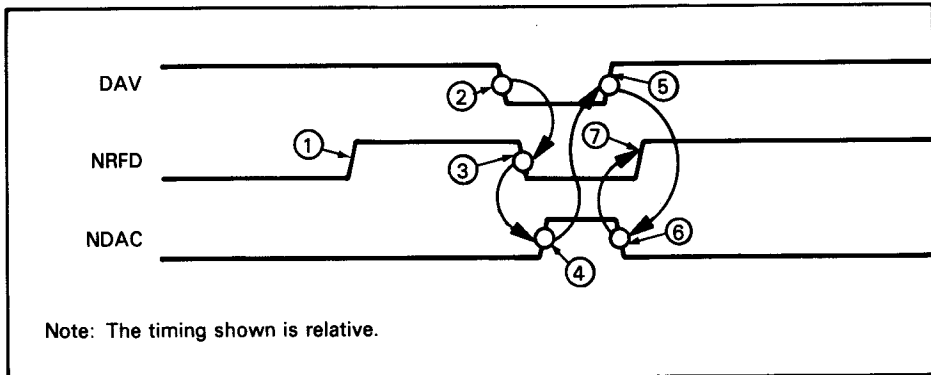 DAV
②
⑤
①
NRFD
③
⑦
NDAC
④
⑥
Note: The timing shown is relative.